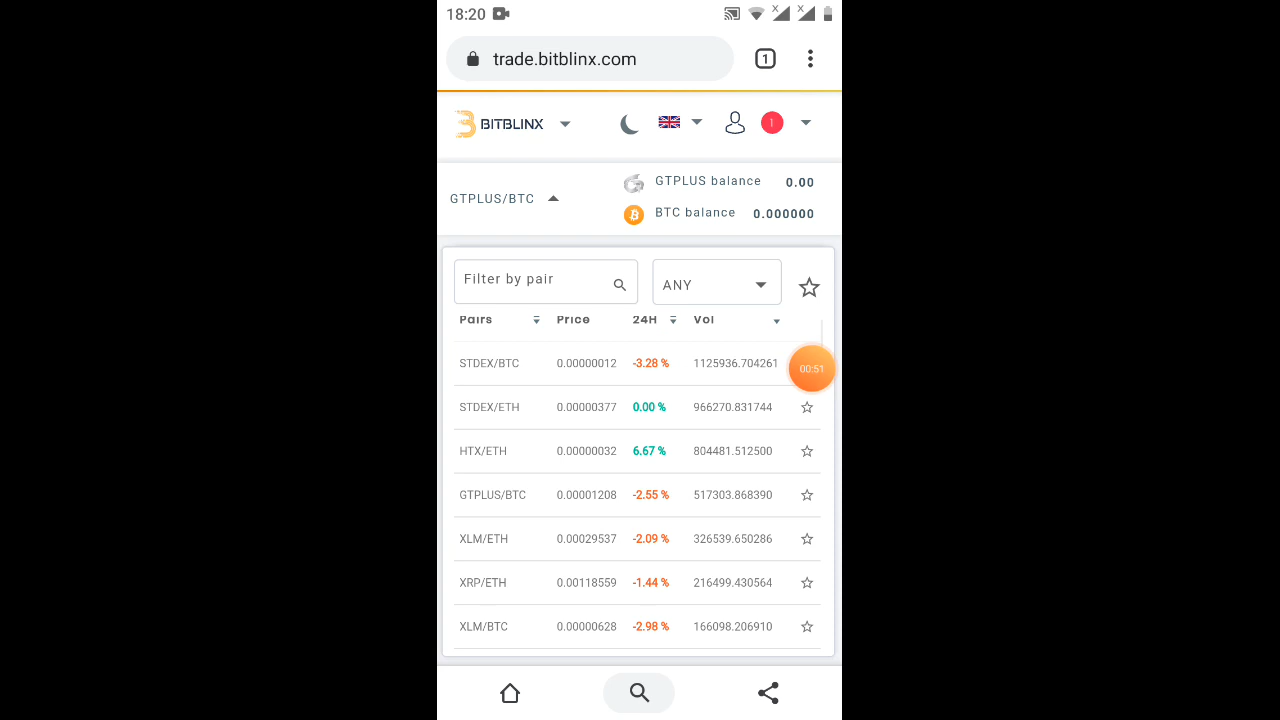 18:20
trade.bitblinx.com
1
BITBLINX
1
GTPLUS/BTC
GTPLUS balance 0.00
BTC balance 0.000000
Filter by pair
ANY
Pairs Price 24H Vol
STDEX/BTC 0.00000012 -3.28 % 1125936.704261
00:51
STDEX/ETH 0.00000377 0.00 % 966270.831744
HTX/ETH 0.00000032 6.67 % 804481.512500
GTPLUS/BTC 0.00001208 -2.55 % 517303.868390
XLM/ETH 0.00029537 -2.09 % 326539.650286
XRP/ETH 0.00118559 -1.44 % 216499.430564
XLM/BTC 0.00000628 -2.98 % 166098.206910